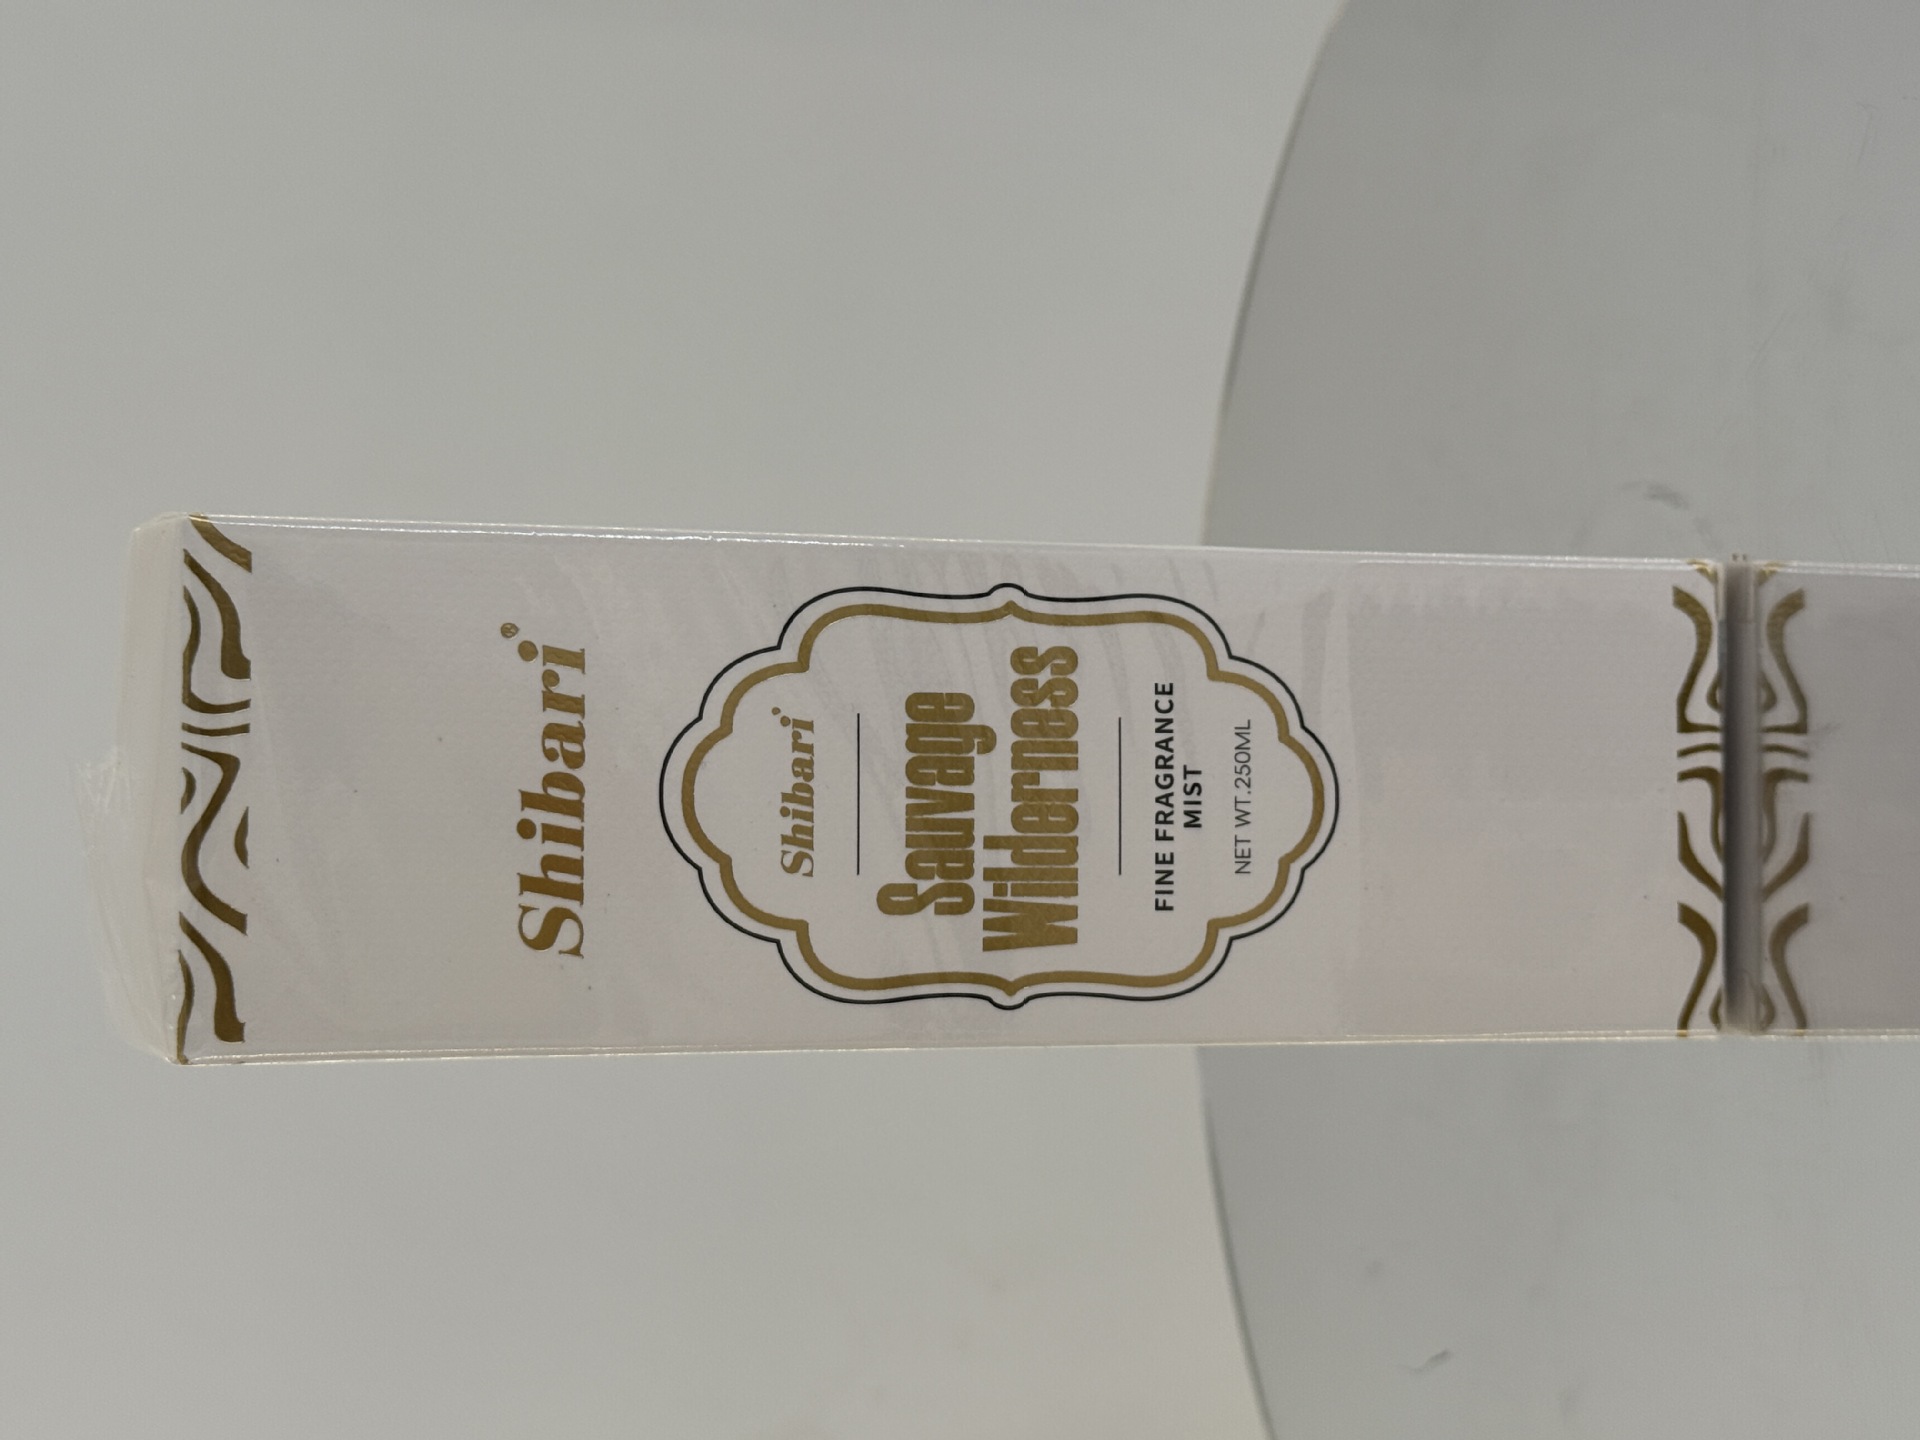 Shibari®
Shibari
Sauvage
Wilderness
FINE FRAGRANCE
MIST
NET WT.250ML